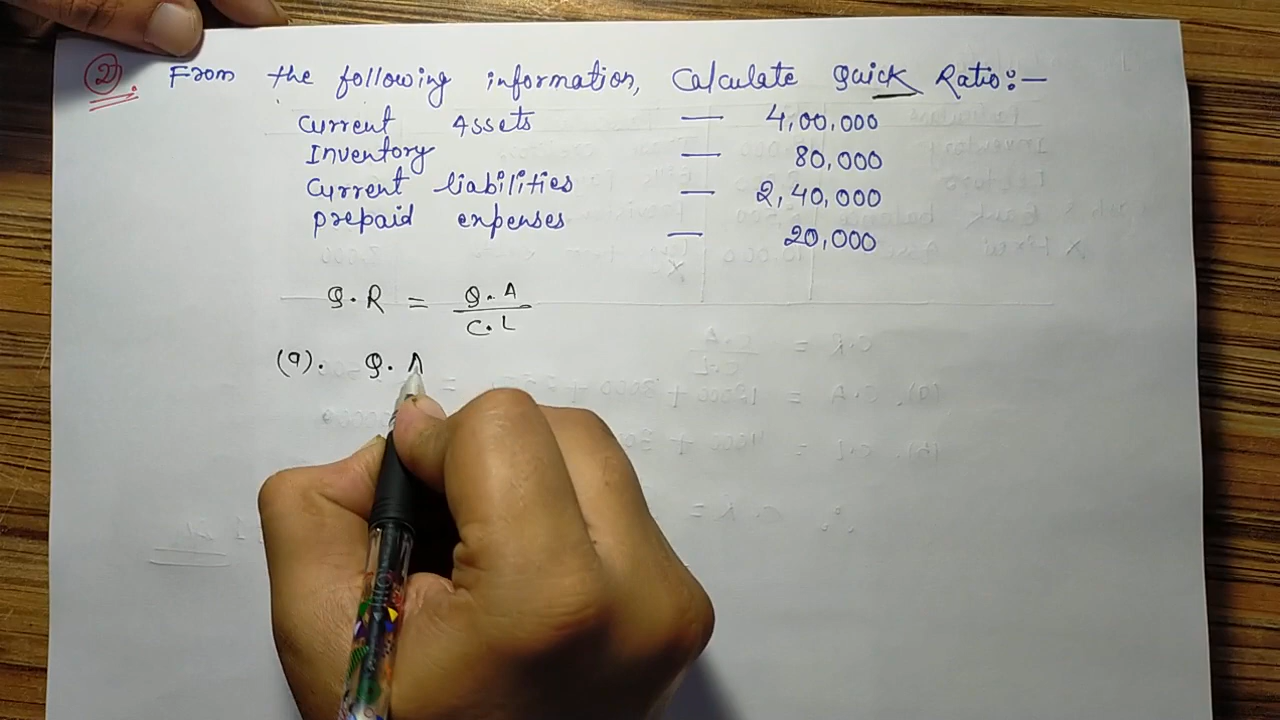 ② From the following information, Calculate Quick Ratio:-
Current Assets — 4,00,000
Inventory — 80,000
Current liabilities — 2,40,000
prepaid expenses — 20,000
Q.R = Q.A / C.L
(a). Q.A